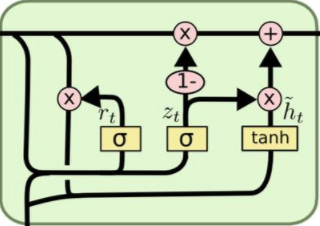 x +
1-
x x
r_t z_t h̃_t
σ σ tanh